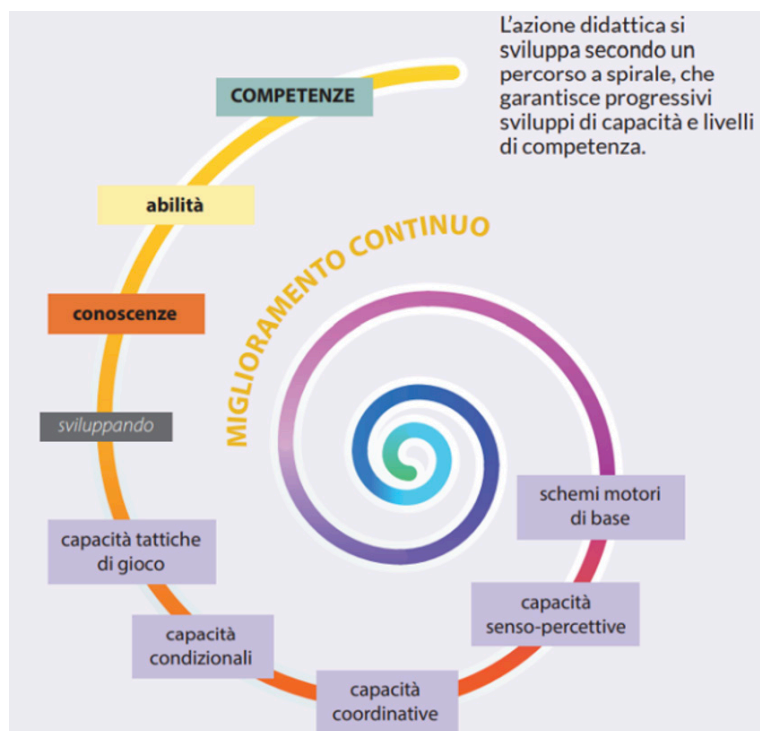 L'azione didattica si
sviluppa secondo un
percorso a spirale, che
garantisce progressivi
sviluppi di capacità e livelli
di competenza.
COMPETENZE
abilità
conoscenze
sviluppando
MIGLIORAMENTO CONTINUO
schemi motori
di base
capacità
senso-percettive
capacità
coordinative
capacità
condizionali
capacità tattiche
di gioco